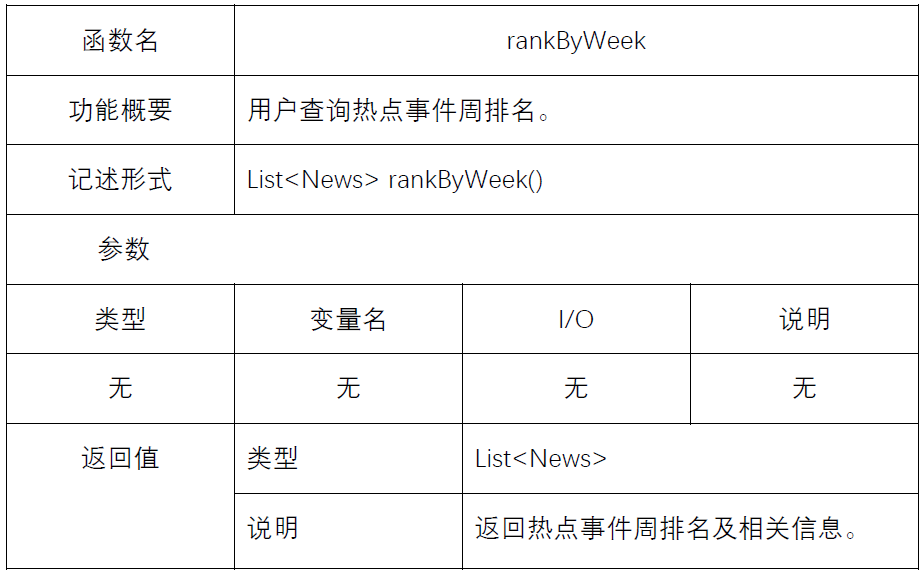 函数名 rankByWeek
功能概要 用户查询热点事件周排名。
记述形式 List<News> rankByWeek()
参数
类型 变量名 I/O 说明
无 无 无 无
返回值 类型 List<News>
说明 返回热点事件周排名及相关信息。